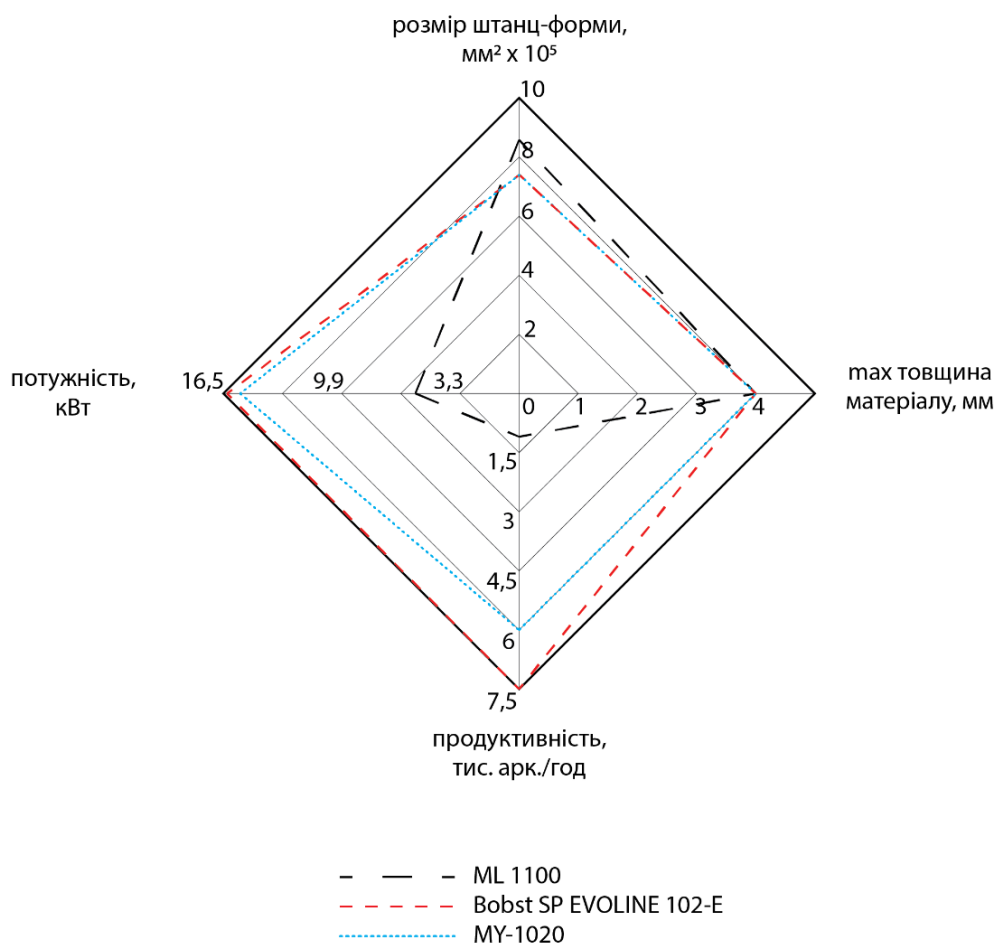 розмір штанц-форми,
мм² х 10⁵
10
8
6
4
2
потужність,
кВт
16,5
9,9
3,3
0
1
2
3
4
max товщина
матеріалу, мм
1,5
3
4,5
6
7,5
продуктивність,
тис. арк./год
ML 1100
Bobst SP EVOLINE 102-E
MY-1020